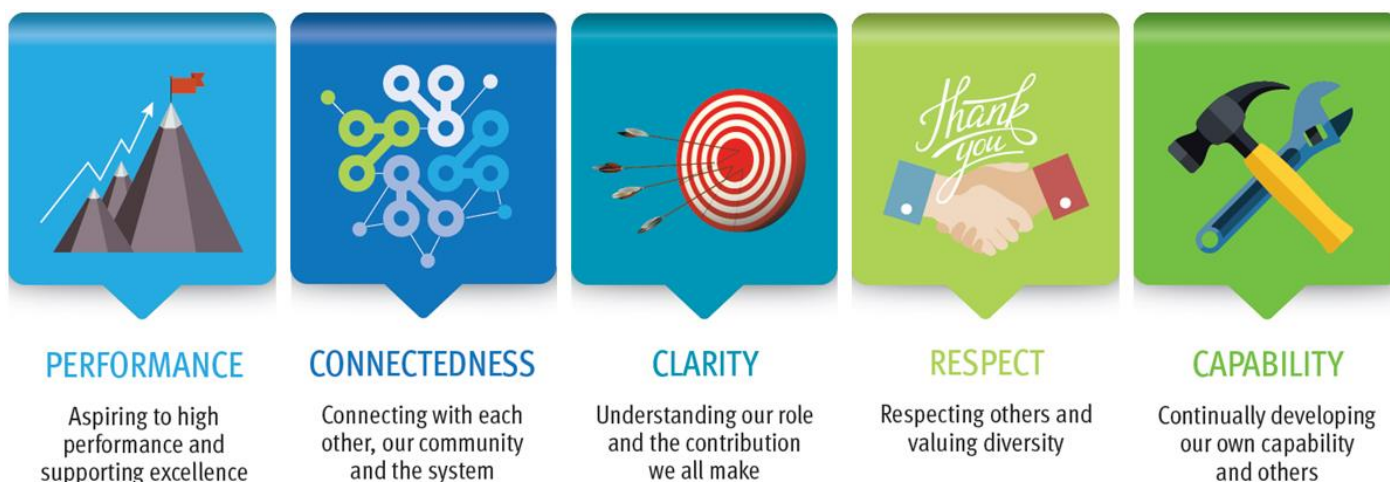 Thank
you
PERFORMANCE
Aspiring to high
performance and
supporting excellence
CONNECTEDNESS
Connecting with each
other, our community
and the system
CLARITY
Understanding our role
and the contribution
we all make
RESPECT
Respecting others and
valuing diversity
CAPABILITY
Continually developing
our own capability
and others